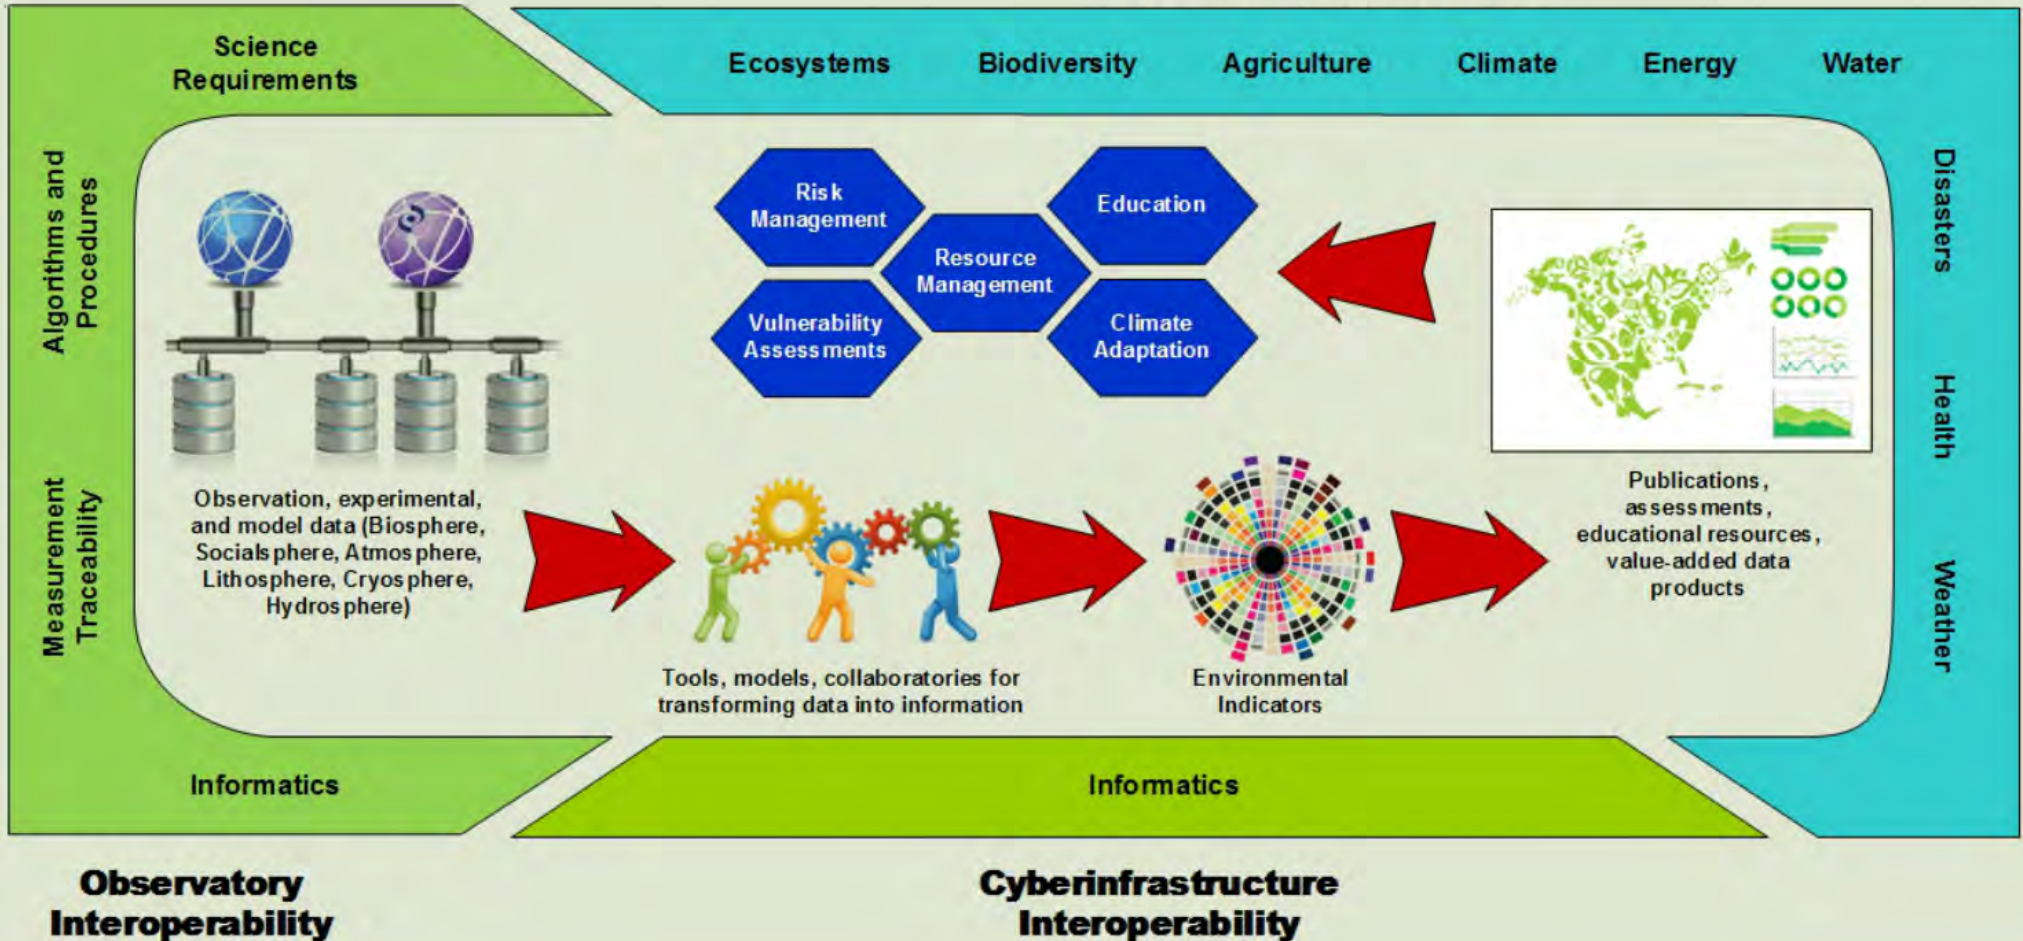 Science
Requirements
Ecosystems
Biodiversity
Agriculture
Climate
Energy
Water
Algorithms and
Procedures
Measurement
Traceability
Disasters
Health
Weather
Risk
Management
Education
Resource
Management
Vulnerability
Assessments
Climate
Adaptation
Observation, experimental,
and model data (Biosphere,
Socialsphere, Atmosphere,
Lithosphere, Cryosphere,
Hydrosphere)
Tools, models, collaboratories for
transforming data into information
Environmental
Indicators
Publications,
assessments,
educational resources,
value-added data
products
Informatics
Informatics
Observatory
Interoperability
Cyberinfrastructure
Interoperability